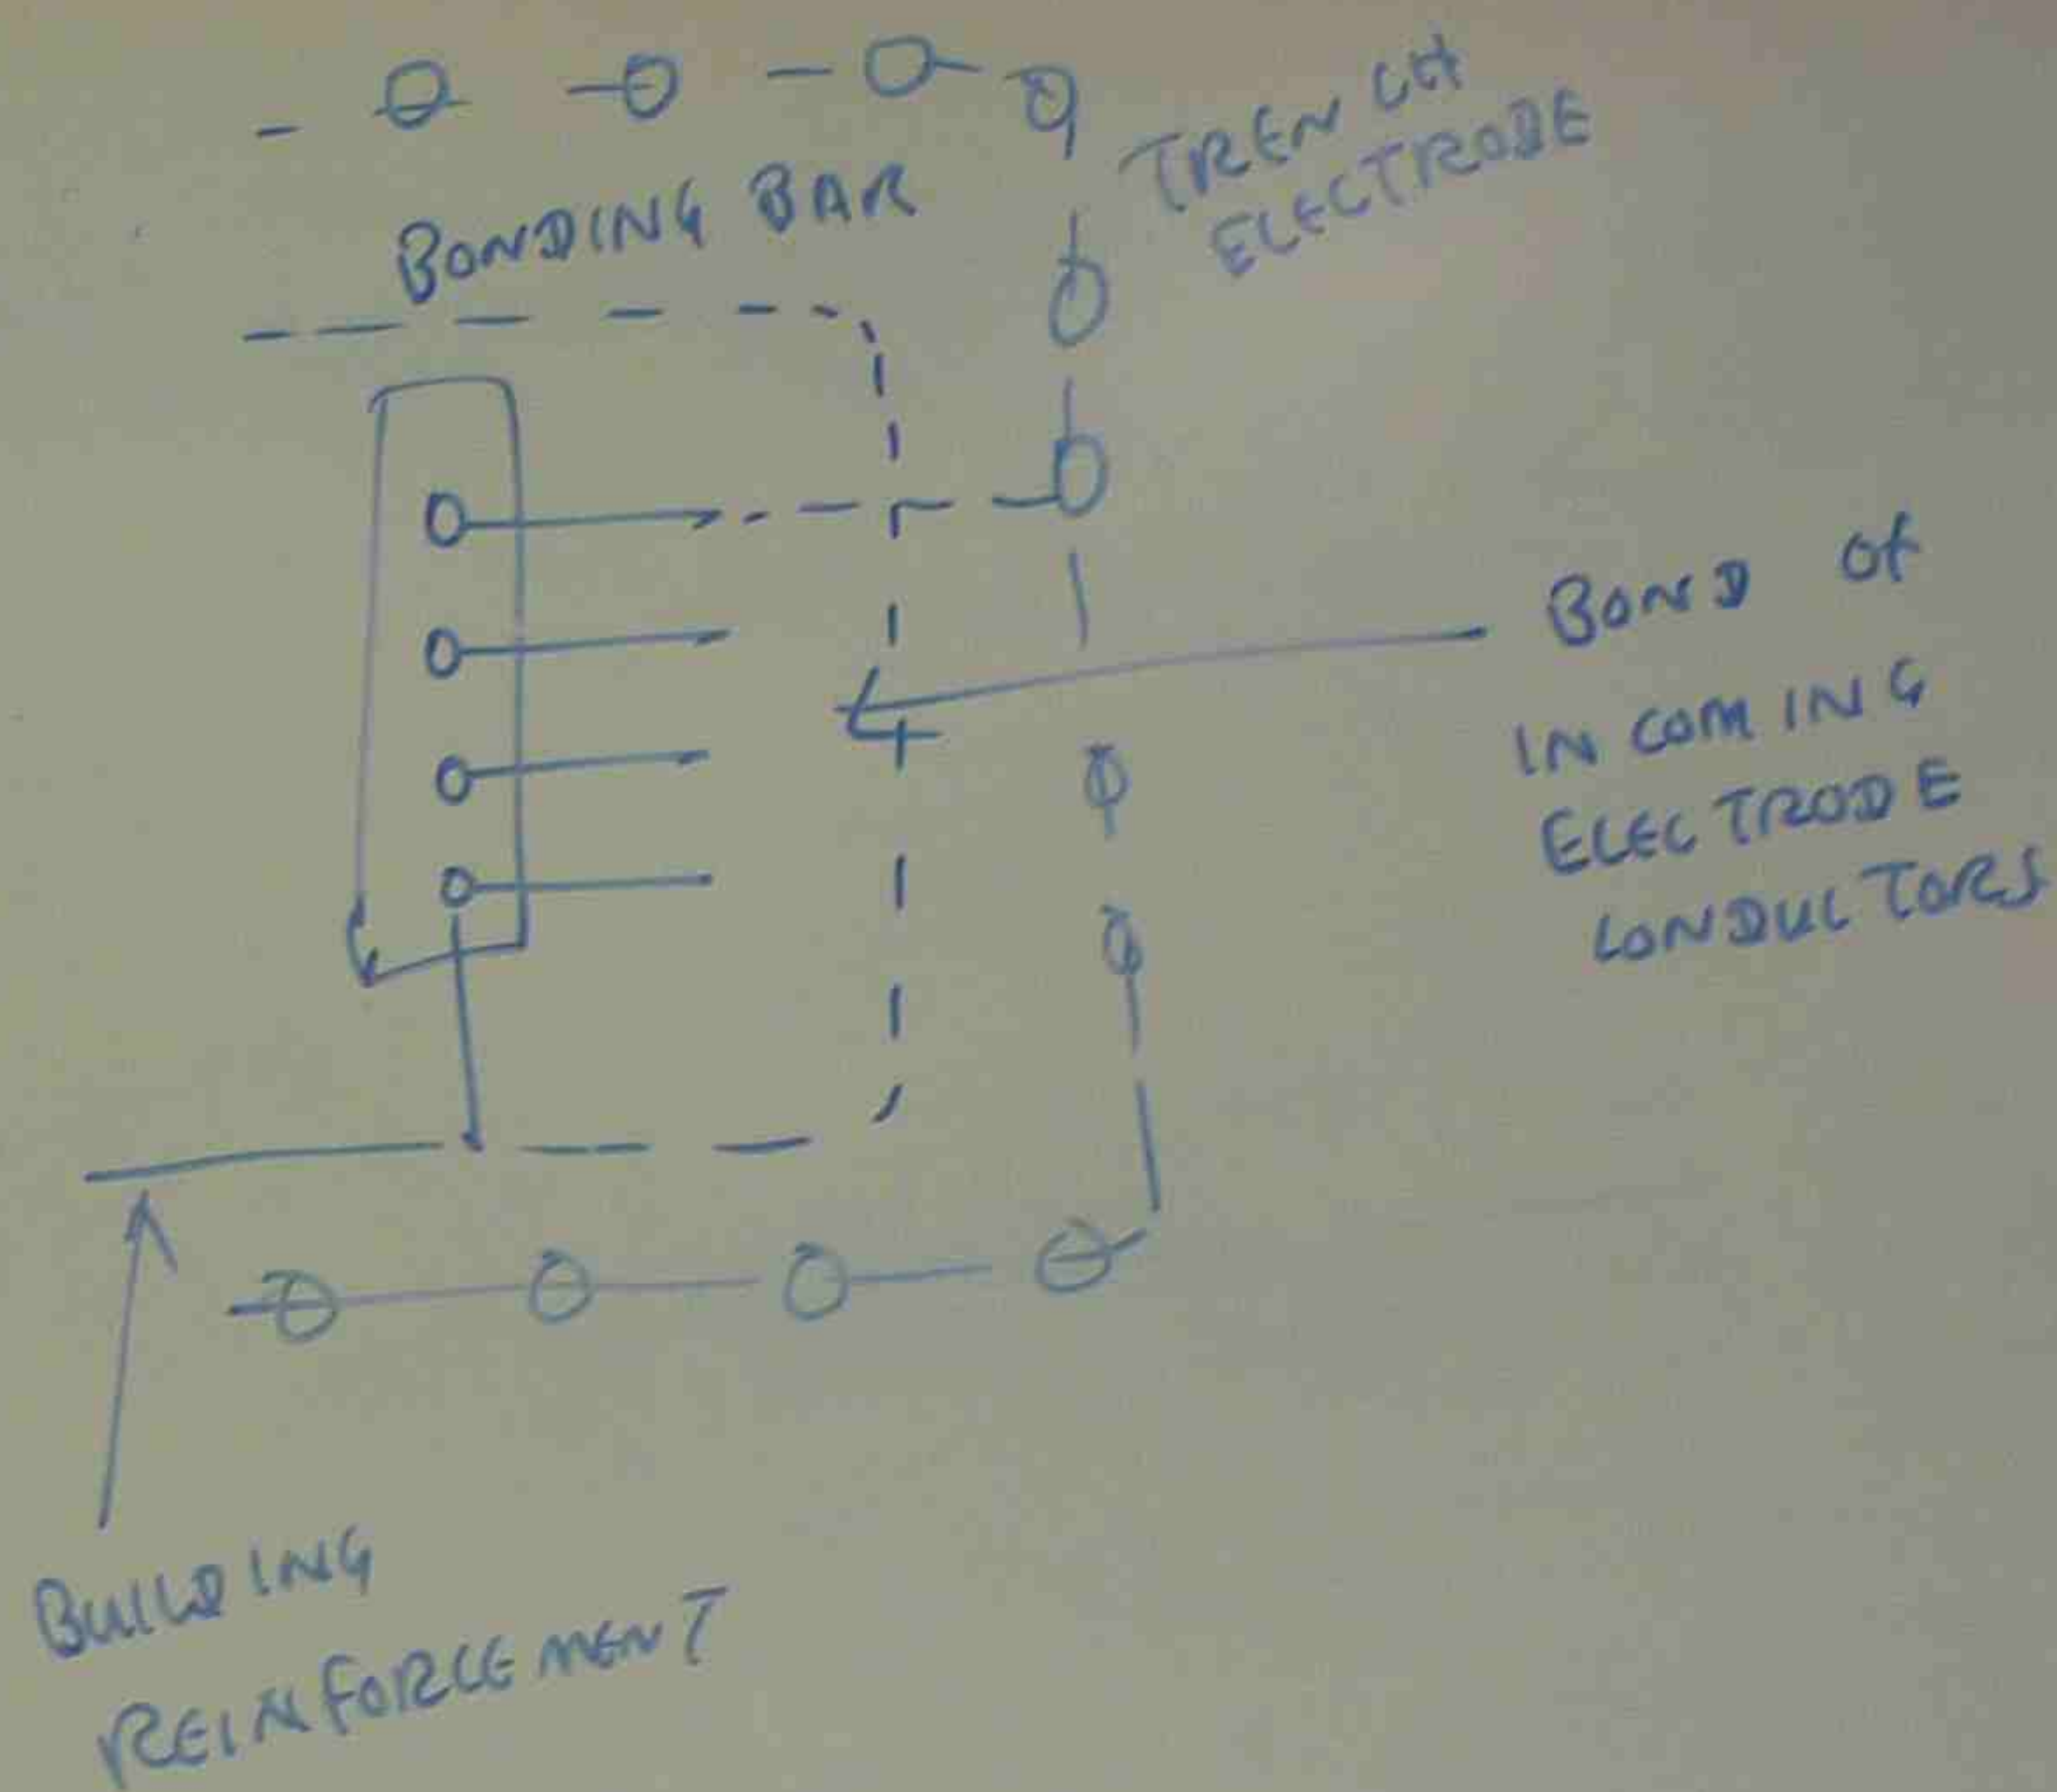 BONDING BAR
TRENCH
ELECTRODE
BOND Of
INCOMING
ELECTRODE
CONDUCTORS
BUILDING
REINFORCEMENT